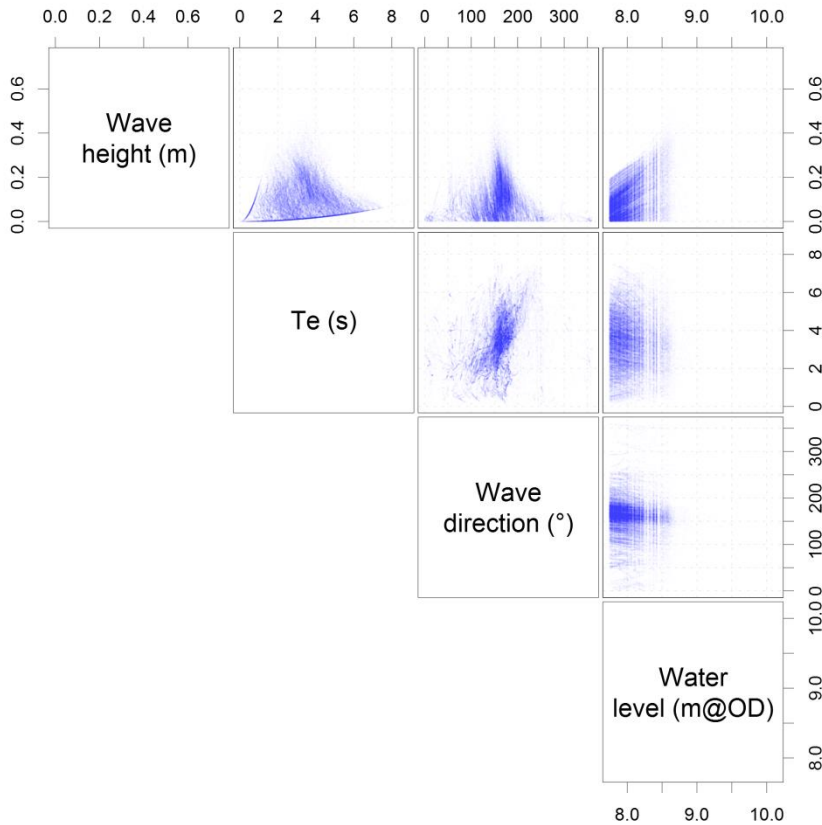 0.0 0.2 0.4 0.6 0 2 4 6 8 0 100 200 300 8.0 9.0 10.0
Wave
height (m)
0.0 0.2 0.4 0.6
0.0 0.2 0.4 0.6
Te (s)
0 2 4 6 8
Wave
direction (°)
0 100 200 300
Water
level (m@OD)
8.0 9.0 10.0
8.0 9.0 10.0